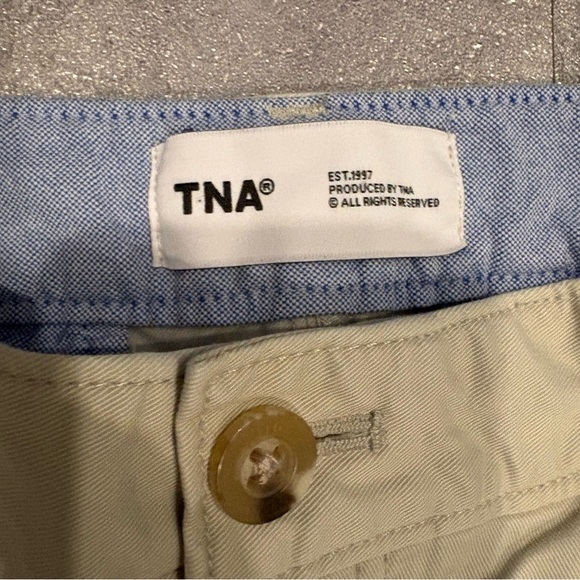 TNA®
EST.1997
PRODUCED BY TNA
© ALL RIGHTS RESERVED